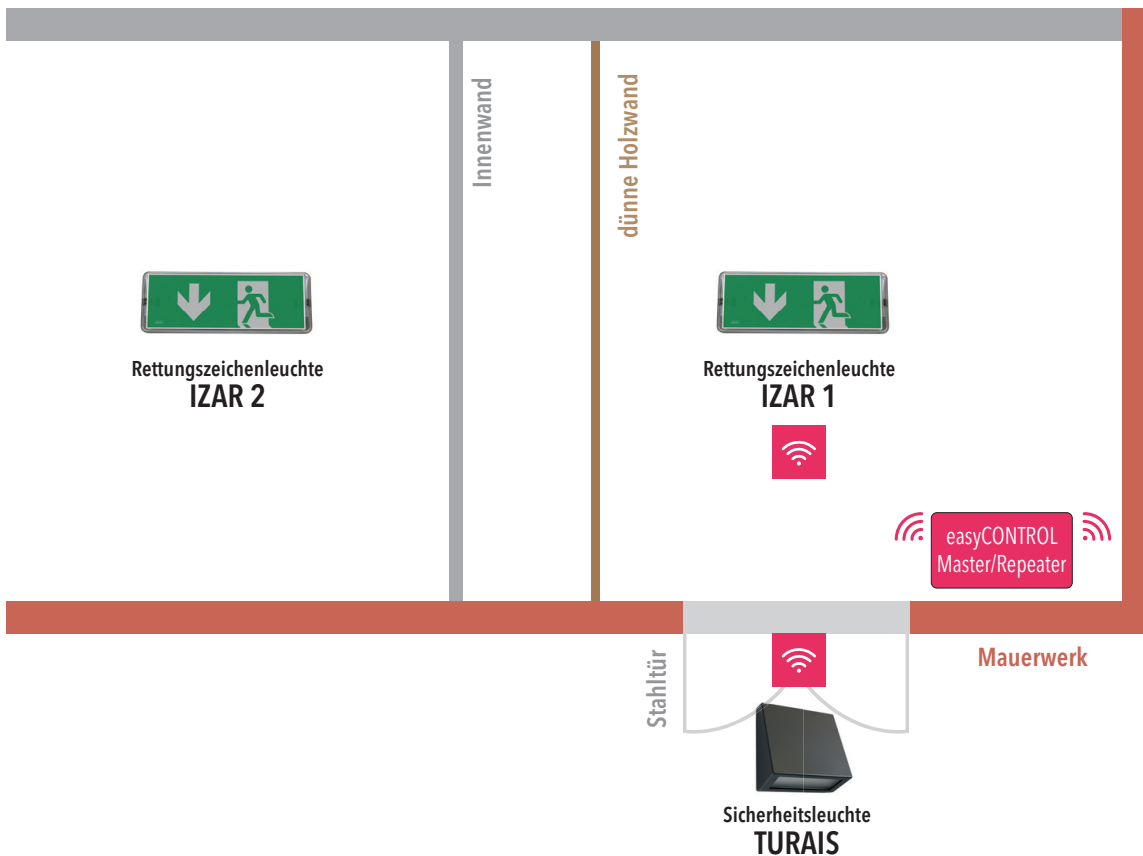 Innenwand
dünne Holzwand
Rettungszeichenleuchte
IZAR 2
Rettungszeichenleuchte
IZAR 1
easyCONTROL
Master/Repeater
Stahltür
Mauerwerk
Sicherheitsleuchte
TURAIS